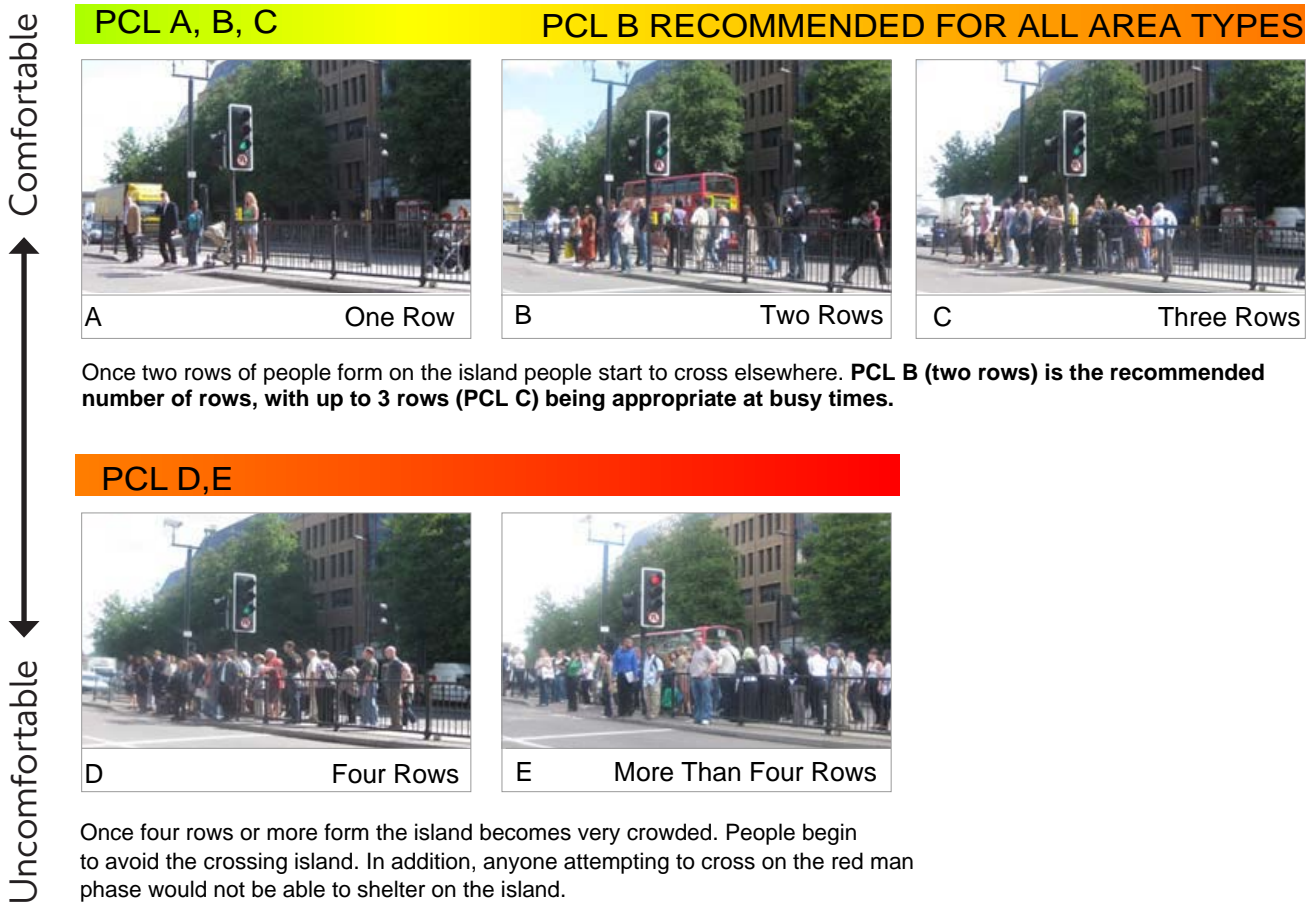 Comfortable
Uncomfortable
PCL A, B, C
PCL B RECOMMENDED FOR ALL AREA TYPES
A One Row
B Two Rows
C Three Rows
Once two rows of people form on the island people start to cross elsewhere. PCL B (two rows) is the recommended
number of rows, with up to 3 rows (PCL C) being appropriate at busy times.
PCL D,E
D Four Rows
E More Than Four Rows
Once four rows or more form the island becomes very crowded. People begin
to avoid the crossing island. In addition, anyone attempting to cross on the red man
phase would not be able to shelter on the island.